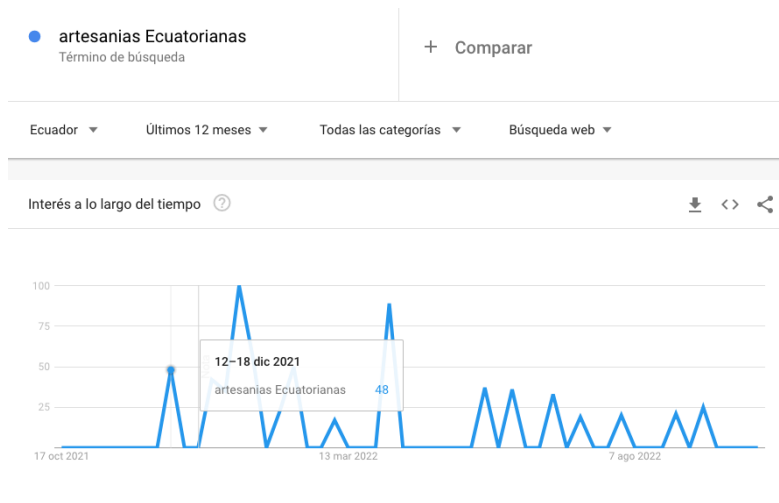 artesanias Ecuatorianas
Término de búsqueda
+ Comparar
Ecuador
Últimos 12 meses
Todas las categorías
Búsqueda web
Interés a lo largo del tiempo ?
100
75
50
25
12–18 dic 2021
artesanias Ecuatorianas 48
17 oct 2021
13 mar 2022
7 ago 2022